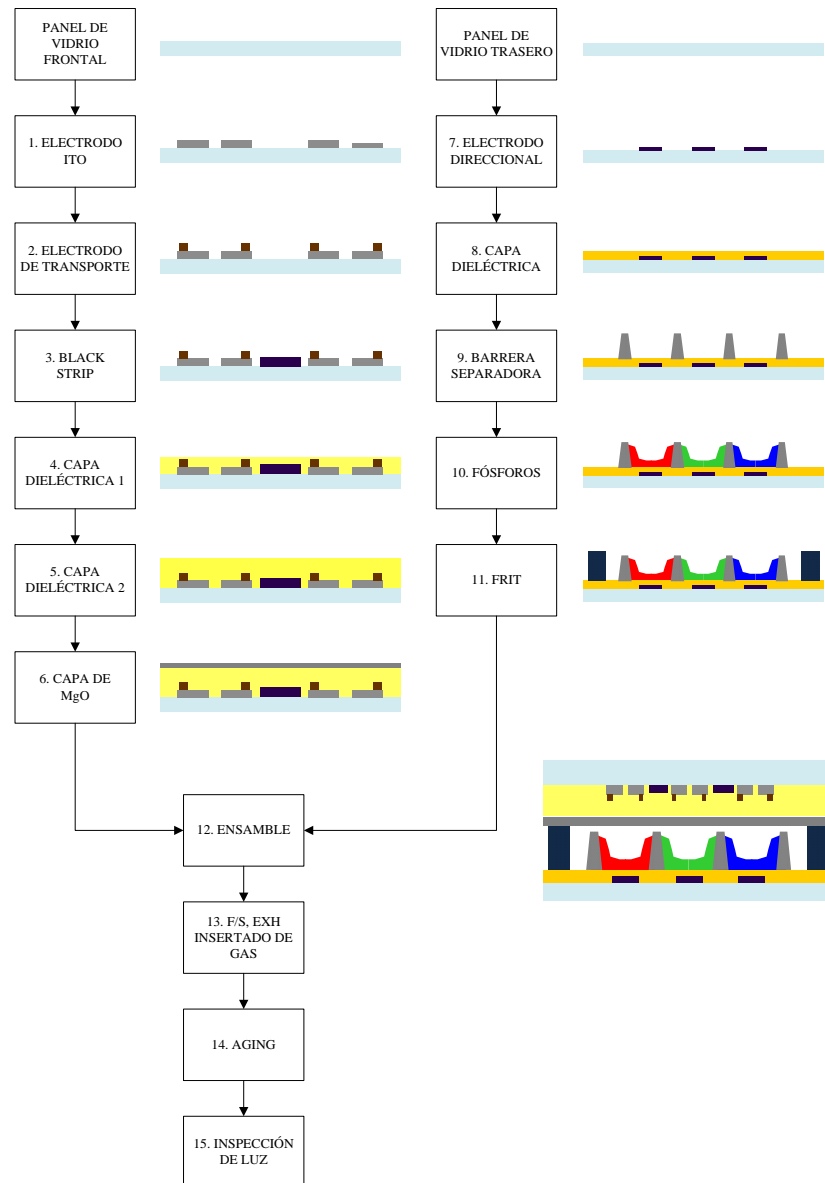 PANEL DE
VIDRIO
FRONTAL
1. ELECTRODO
ITO
2. ELECTRODO
DE TRANSPORTE
3. BLACK
STRIP
4. CAPA
DIELÉCTRICA 1
5. CAPA
DIELÉCTRICA 2
6. CAPA DE
MgO
PANEL DE
VIDRIO TRASERO
7. ELECTRODO
DIRECCIONAL
8. CAPA
DIELÉCTRICA
9. BARRERA
SEPARADORA
10. FÓSFOROS
11. FRIT
12. ENSAMBLE
13. F/S, EXH
INSERTADO DE
GAS
14. AGING
15. INSPECCIÓN
DE LUZ